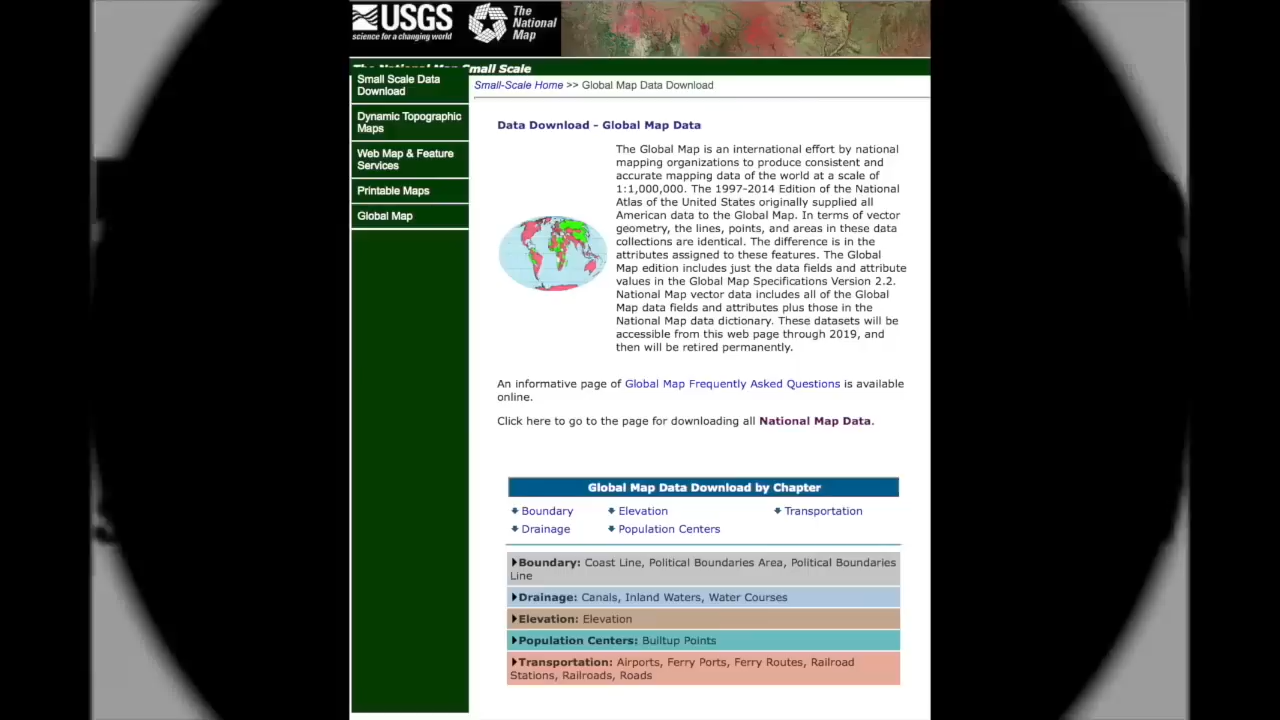 USGS
science for a changing world
The
National
Map
The National Map Small Scale
Small Scale Data
Download
Dynamic Topographic
Maps
Web Map & Feature
Services
Printable Maps
Global Map
Small-Scale Home >> Global Map Data Download
Data Download - Global Map Data
The Global Map is an international effort by national
mapping organizations to produce consistent and
accurate mapping data of the world at a scale of
1:1,000,000. The 1997-2014 Edition of the National
Atlas of the United States originally supplied all
American data to the Global Map. In terms of vector
geometry, the lines, points, and areas in these data
collections are identical. The difference is in the
attributes assigned to these features. The Global
Map edition includes just the data fields and attribute
values in the Global Map Specifications Version 2.2.
National Map vector data includes all of the Global
Map data fields and attributes plus those in the
National Map data dictionary. These datasets will be
accessible from this web page through 2019, and
then will be retired permanently.
An informative page of Global Map Frequently Asked Questions is available
online.
Click here to go to the page for downloading all National Map Data.
Global Map Data Download by Chapter
Boundary Elevation Transportation
Drainage Population Centers
Boundary: Coast Line, Political Boundaries Area, Political Boundaries
Line
Drainage: Canals, Inland Waters, Water Courses
Elevation: Elevation
Population Centers: Builtup Points
Transportation: Airports, Ferry Ports, Ferry Routes, Railroad
Stations, Railroads, Roads